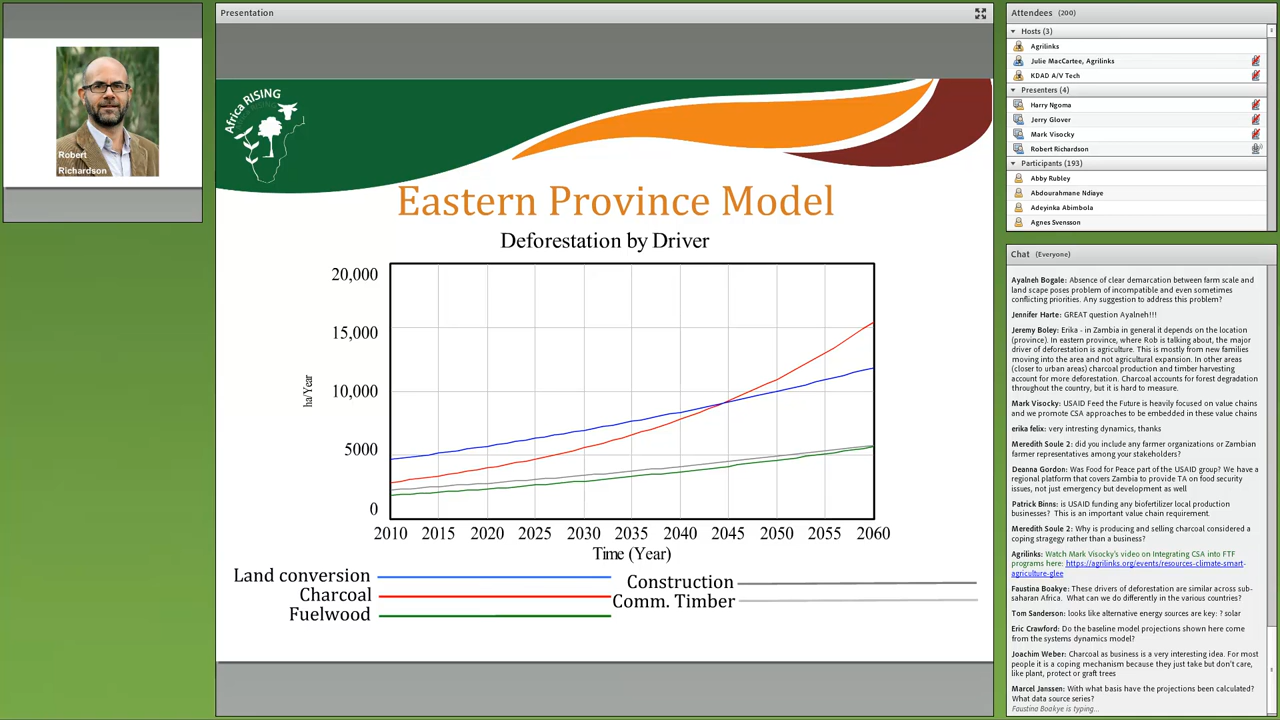 Robert
Richardson
Presentation
Africa RISING
Eastern Province Model
Deforestation by Driver
20,000
15,000
10,000
5000
0
ha/Year
2010 2015 2020 2025 2030 2035 2040 2045 2050 2055 2060
Time (Year)
Land conversion
Charcoal
Fuelwood
Construction
Comm. Timber
Attendees (200)
Hosts (3)
Agrilinks
Julie MacCartee, Agrilinks
KDAD A/V Tech
Presenters (4)
Harry Ngoma
Jerry Glover
Mark Visocky
Robert Richardson
Participants (193)
Abby Rubley
Abdourahmane Ndiaye
Adeyinka Abimbola
Agnes Svensson
Chat (Everyone)
Ayalneh Bogale: Absence of clear demarcation between farm scale and
land scape poses problem of incompatible and even sometimes
conflicting priorities. Any suggestion to address this problem?
Jennifer Harte: GREAT question Ayalneh!!!
Jeremy Boley: Erika - in Zambia in general it depends on the location
(province). In eastern province, where Rob is talking about, the major
driver of deforestation is agriculture. This is mostly from new families
moving into the area and not agricultural expansion. In other areas
(closer to urban areas) charcoal production and timber harvesting
account for more deforestation. Charcoal accounts for forest degradation
throughout the country, but it is hard to measure.
Mark Visocky: USAID Feed the Future is heavily focused on value chains
and we promote CSA approaches to be embedded in these value chains
erika felix: very intresting dynamics, thanks
Meredith Soule 2: did you include any farmer organizations or Zambian
farmer representatives among your stakeholders?
Deanna Gordon: Was Food for Peace part of the USAID group? We have a
regional platform that covers Zambia to provide TA on food security
issues, not just emergency but development as well
Patrick Binns: is USAID funding any biofertilizer local production
businesses? This is an important value chain requirement.
Meredith Soule 2: Why is producing and selling charcoal considered a
coping stragegy rather than a business?
Agrilinks: Watch Mark Visocky's video on Integrating CSA into FTF
programs here: https://agrilinks.org/events/resources-climate-smart-
agriculture-glee
Faustina Boakye: These drivers of deforestation are similar across sub-
saharan Africa. What can we do differently in the various countries?
Tom Sanderson: looks like alternative energy sources are key: ? solar
Eric Crawford: Do the baseline model projections shown here come
from the systems dynamics model?
Joachim Weber: Charcoal as business is a very interesting idea. For most
people it is a coping mechanism because they just take but don't care,
like plant, protect or graft trees
Marcel Janssen: With what basis have the projections been calculated?
What data source series?
Faustina Boakye is typing...